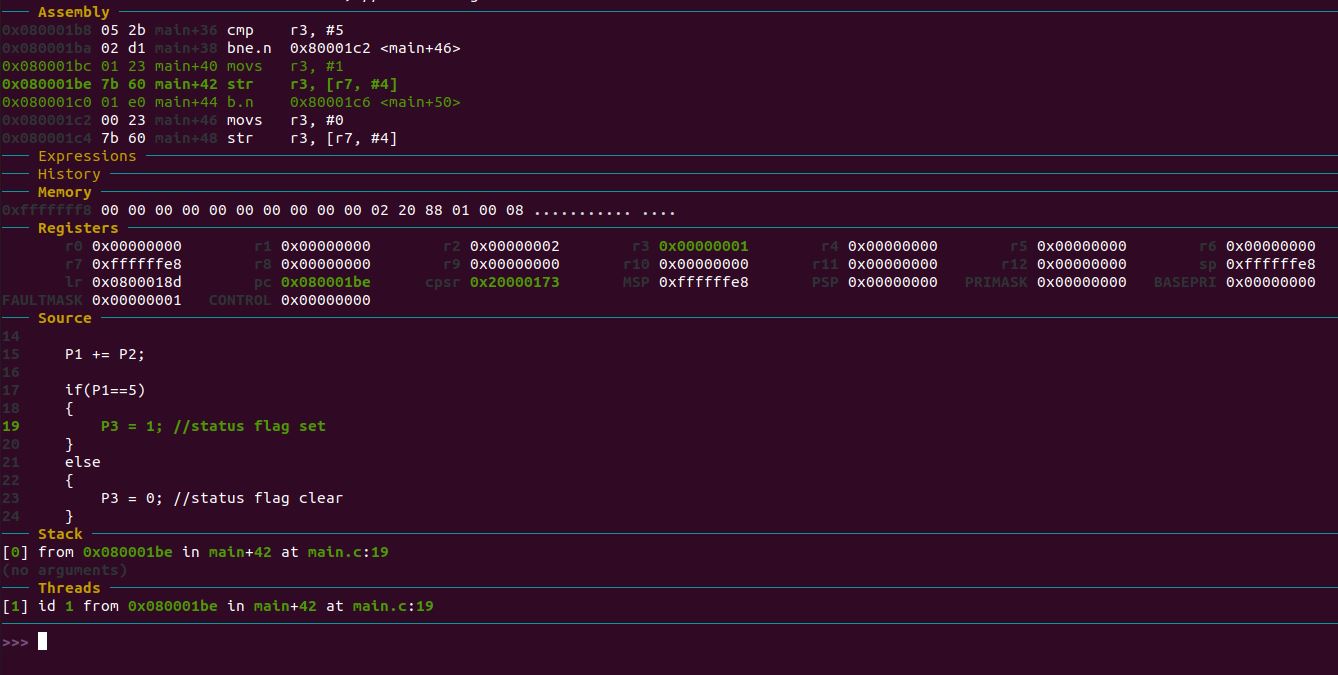 Assembly
0x080001b8 05 2b main+36 cmp r3, #5
0x080001ba 02 d1 main+38 bne.n 0x80001c2 <main+46>
0x080001bc 01 23 main+40 movs r3, #1
0x080001be 7b 60 main+42 str r3, [r7, #4]
0x080001c0 01 e0 main+44 b.n 0x80001c6 <main+50>
0x080001c2 00 23 main+46 movs r3, #0
0x080001c4 7b 60 main+48 str r3, [r7, #4]
Expressions
History
Memory
0xfffffff8 00 00 00 00 00 00 00 00 00 00 02 20 88 01 00 08 ........... ....
Registers
r0 0x00000000 r1 0x00000000 r2 0x00000002 r3 0x00000001 r4 0x00000000 r5 0x00000000 r6 0x00000000
r7 0xffffffe8 r8 0x00000000 r9 0x00000000 r10 0x00000000 r11 0x00000000 r12 0x00000000 sp 0xffffffe8
lr 0x0800018d pc 0x080001be cpsr 0x20000173 MSP 0xffffffe8 PSP 0x00000000 PRIMASK 0x00000000 BASEPRI 0x00000000
FAULTMASK 0x00000001 CONTROL 0x00000000
Source
14
15 P1 += P2;
16
17 if(P1==5)
18 {
19 P3 = 1; //status flag set
20 }
21 else
22 {
23 P3 = 0; //status flag clear
24 }
Stack
[0] from 0x080001be in main+42 at main.c:19
(no arguments)
Threads
[1] id 1 from 0x080001be in main+42 at main.c:19
>>>